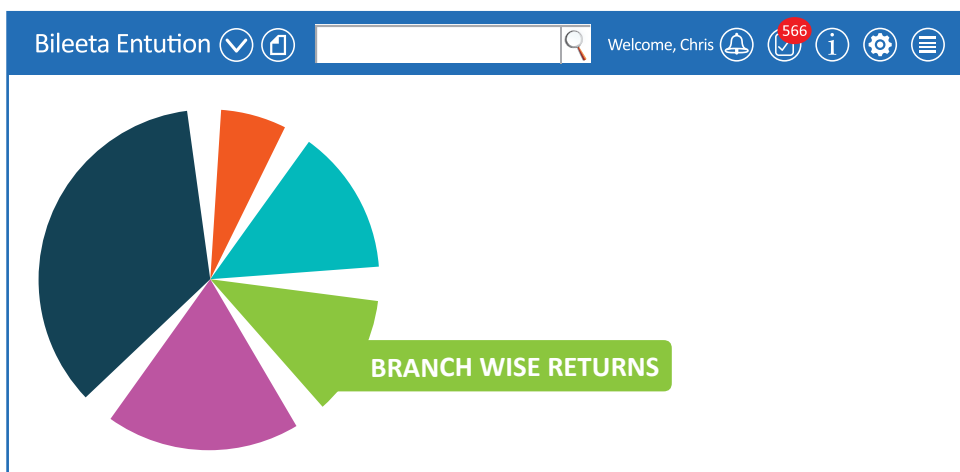 Bileeta Entution
Welcome, Chris
566
BRANCH WISE RETURNS